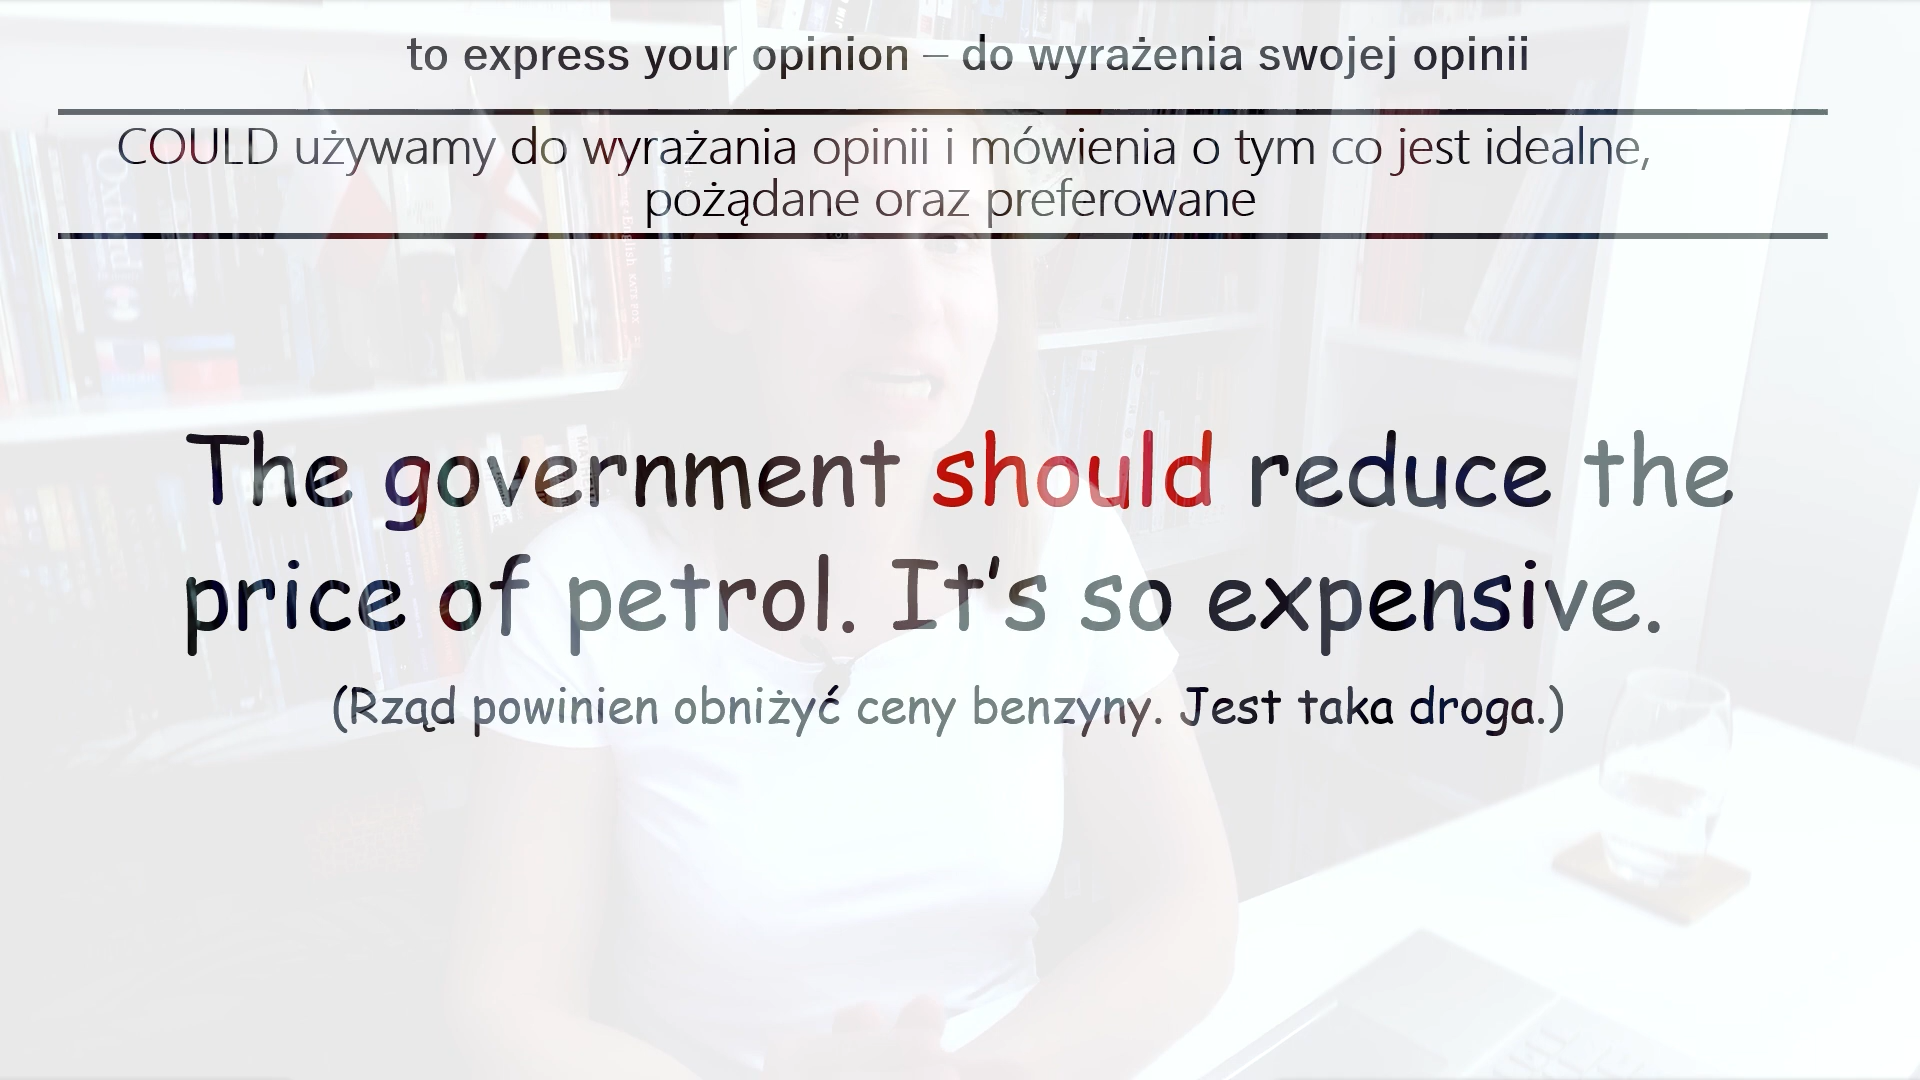 to express your opinion – do wyrażenia swojej opinii
COULD używamy do wyrażania opinii i mówienia o tym co jest idealne,
pożądane oraz preferowane
The government should reduce the
price of petrol. It's so expensive.
(Rząd powinien obniżyć ceny benzyny. Jest taka droga.)
Oxford